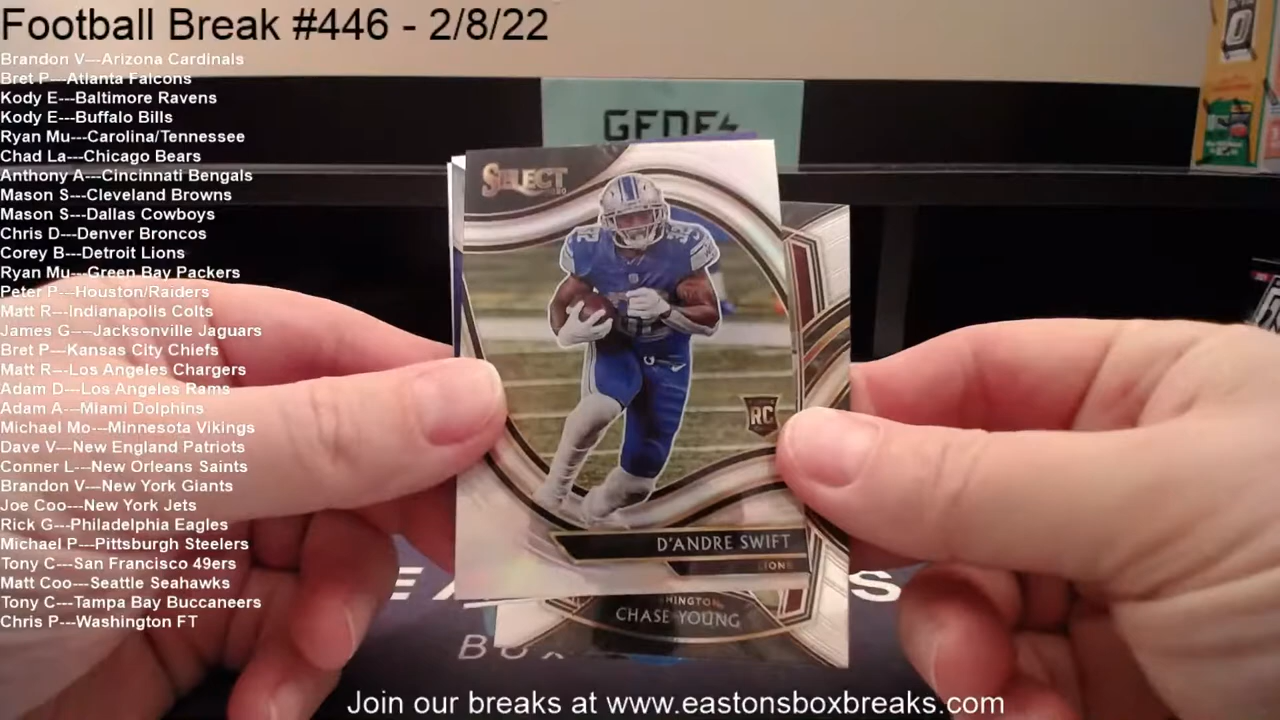 Football Break #446 - 2/8/22
Brandon V---Arizona Cardinals
Bret P---Atlanta Falcons
Kody E---Baltimore Ravens
Kody E---Buffalo Bills
Ryan Mu---Carolina/Tennessee
Chad La---Chicago Bears
Anthony A---Cincinnati Bengals
Mason S---Cleveland Browns
Mason S---Dallas Cowboys
Chris D---Denver Broncos
Corey B---Detroit Lions
Ryan Mu---Green Bay Packers
Peter P---Houston/Raiders
Matt R---Indianapolis Colts
James G----Jacksonville Jaguars
Bret P---Kansas City Chiefs
Matt R---Los Angeles Chargers
Adam D---Los Angeles Rams
Adam A---Miami Dolphins
Michael Mo---Minnesota Vikings
Dave V---New England Patriots
Conner L---New Orleans Saints
Brandon V---New York Giants
Joe Coo---New York Jets
Rick G---Philadelphia Eagles
Michael P---Pittsburgh Steelers
Tony C---San Francisco 49ers
Matt Coo---Seattle Seahawks
Tony C---Tampa Bay Buccaneers
Chris P---Washington FT
SELECT
32
RC
D'ANDRE SWIFT
LIONS
CHASE YOUNG
Join our breaks at www.eastonsboxbreaks.com